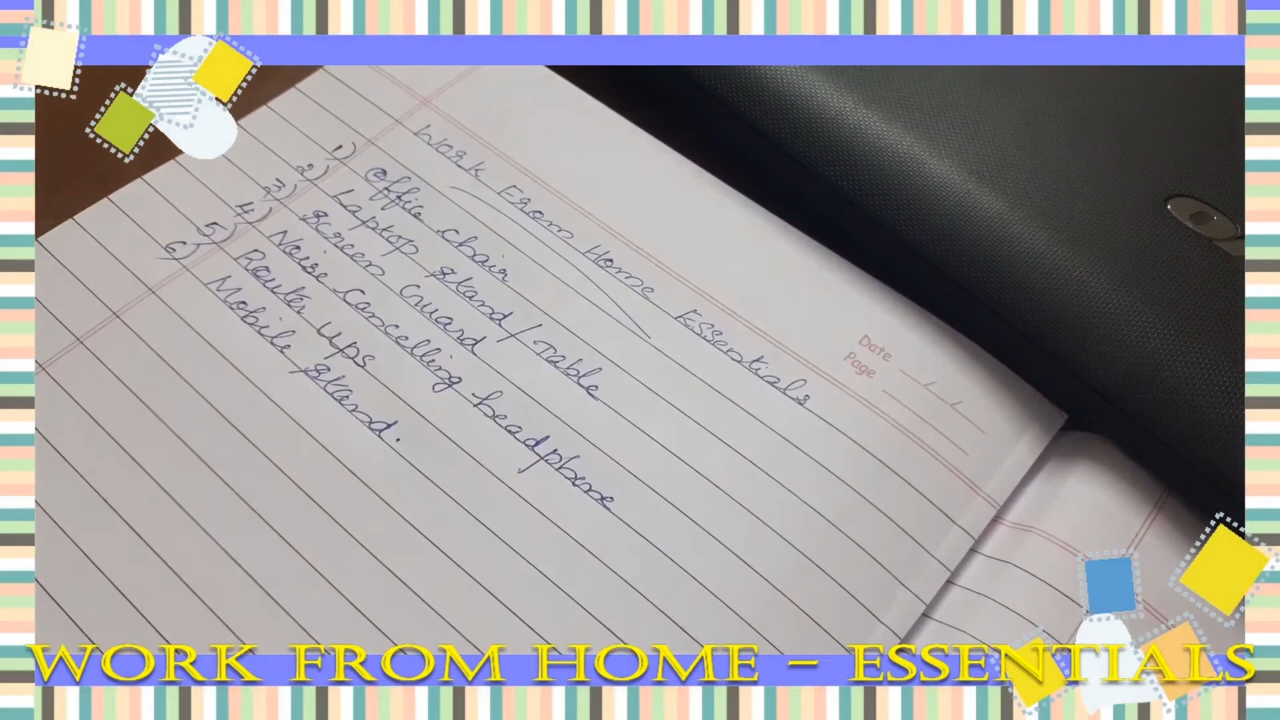 Work From Home Essentials
Date
Page
1) Office chair
2) Laptop stand / Table
3) Screen Guard
4) Noise cancelling headphone
5) Router UPS
6) Mobile stand.
WORK FROM HOME - ESSENTIALS